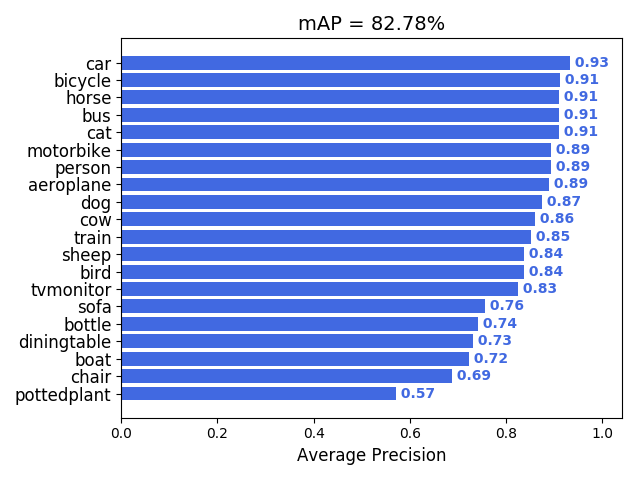 mAP = 82.78%
car 0.93
bicycle 0.91
horse 0.91
bus 0.91
cat 0.91
motorbike 0.89
person 0.89
aeroplane 0.89
dog 0.87
cow 0.86
train 0.85
sheep 0.84
bird 0.84
tvmonitor 0.83
sofa 0.76
bottle 0.74
diningtable 0.73
boat 0.72
chair 0.69
pottedplant 0.57
0.0 0.2 0.4 0.6 0.8 1.0
Average Precision